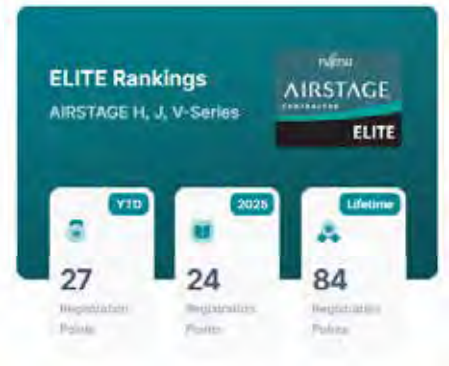 ELITE Rankings
AIRSTAGE H, J, V-Series
FUJITSU
AIRSTAGE
CONTRACTOR
ELITE
YTD
27
Registration
Points
2025
24
Registration
Points
Lifetime
84
Registration
Points